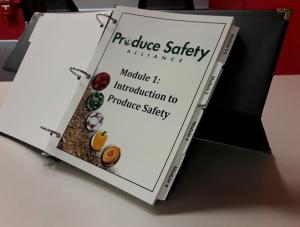 Produce Safety
ALLIANCE
Module 1:
Introduction to
Produce Safety